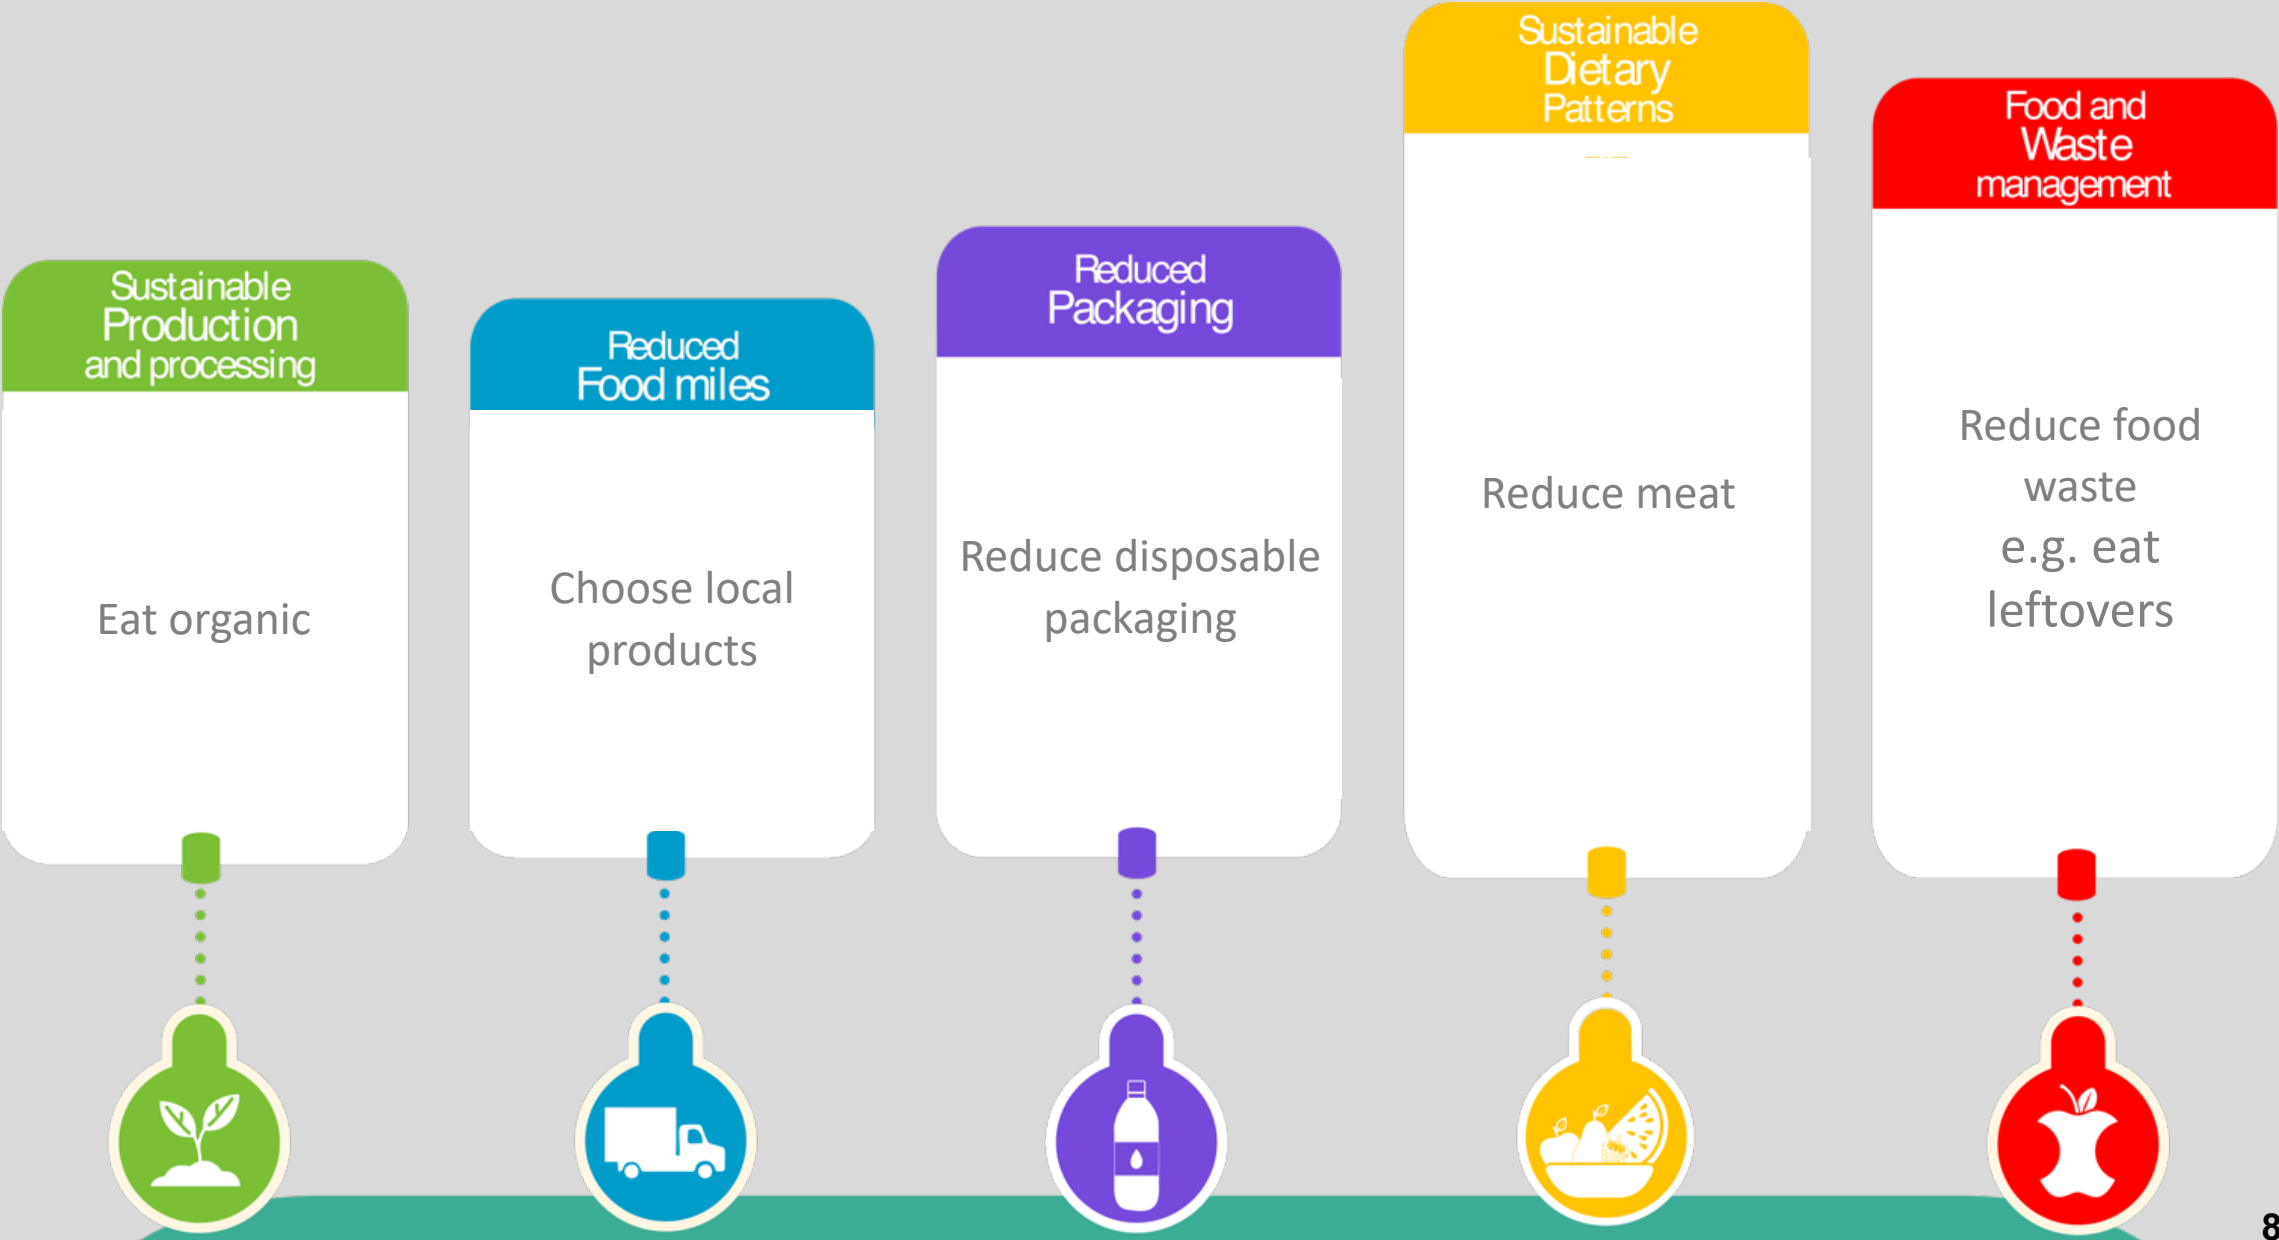 Sustainable
Production
and processing
Eat organic
Reduced
Food miles
Choose local
products
Reduced
Packaging
Reduce disposable
packaging
Sustainable
Dietary
Patterns
Reduce meat
Food and
Waste
management
Reduce food
waste
e.g. eat
leftovers
8